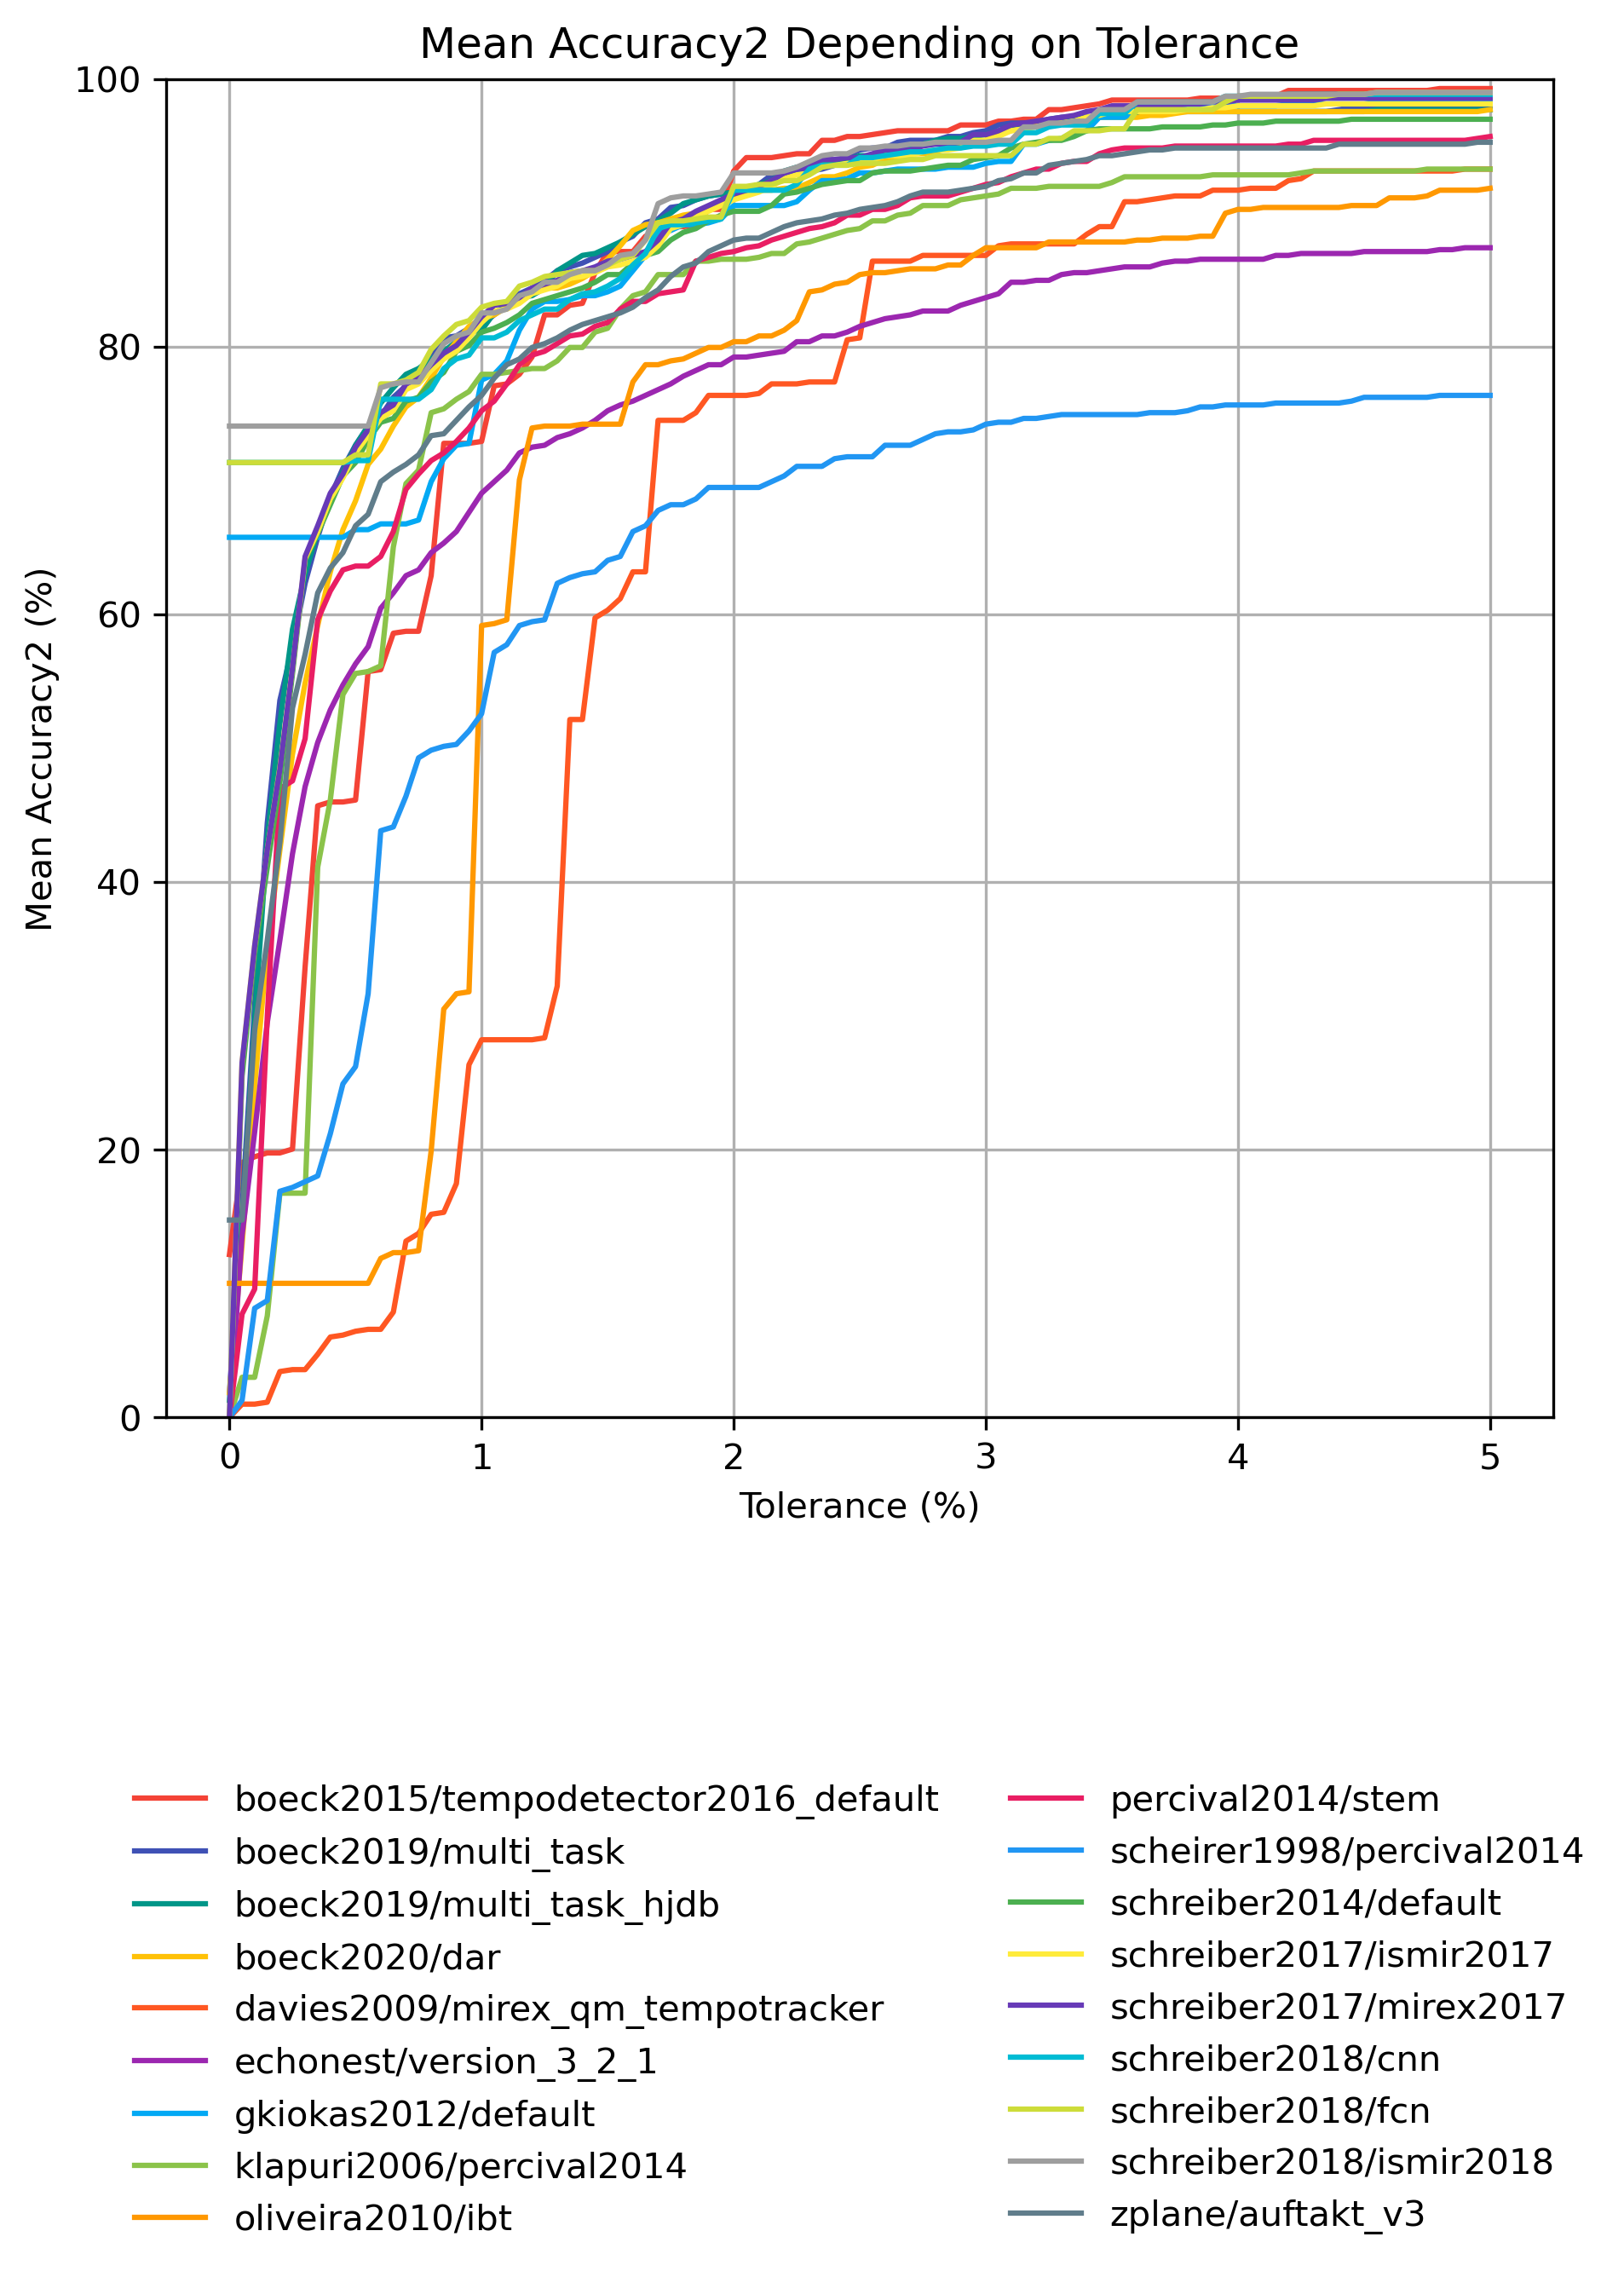 Mean Accuracy2 Depending on Tolerance
100
80
60
40
20
0
Mean Accuracy2 (%)
0 1 2 3 4 5
Tolerance (%)
boeck2015/tempodetector2016_default
boeck2019/multi_task
boeck2019/multi_task_hjdb
boeck2020/dar
davies2009/mirex_qm_tempotracker
echonest/version_3_2_1
gkiokas2012/default
klapuri2006/percival2014
oliveira2010/ibt
percival2014/stem
scheirer1998/percival2014
schreiber2014/default
schreiber2017/ismir2017
schreiber2017/mirex2017
schreiber2018/cnn
schreiber2018/fcn
schreiber2018/ismir2018
zplane/auftakt_v3